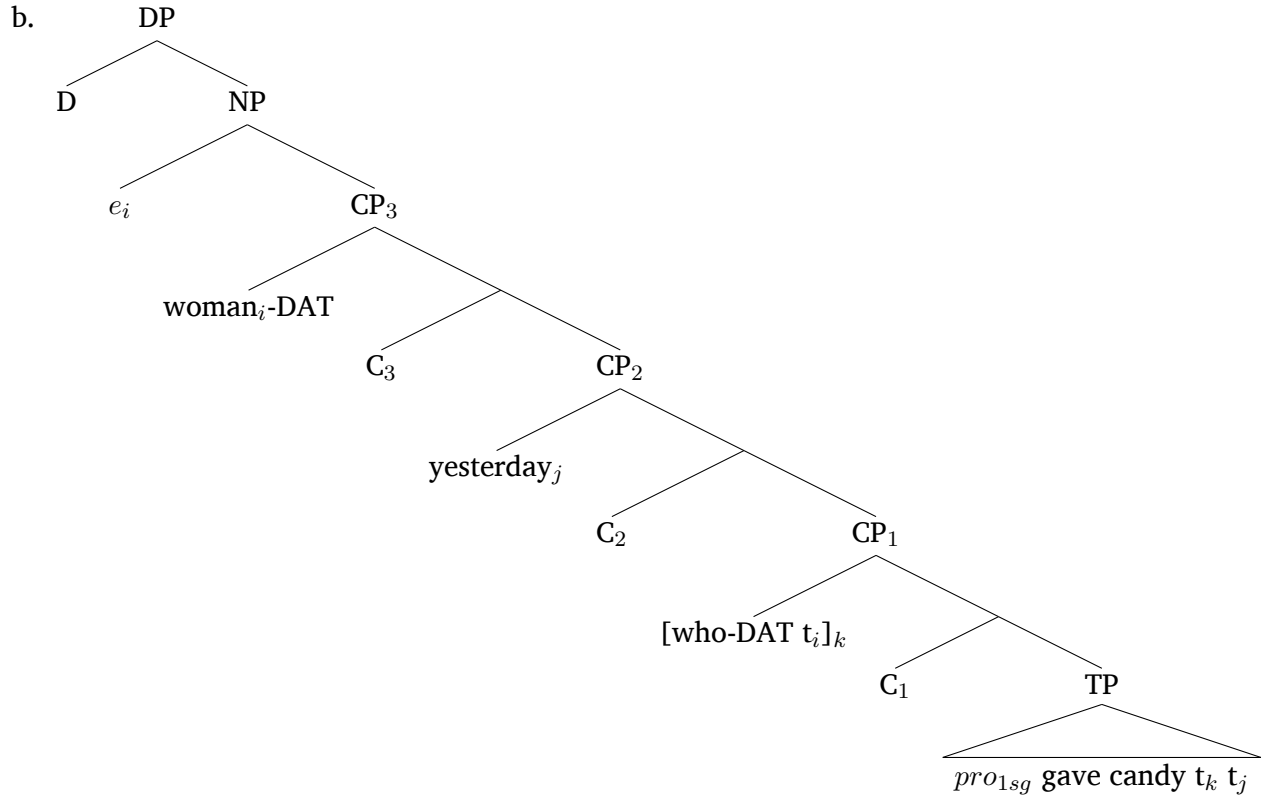 b. DP
D NP
e_i CP_3
woman_i-DAT
C_3 CP_2
yesterday_j
C_2 CP_1
[who-DAT t_i]_k
C_1 TP
pro_1sg gave candy t_k t_j